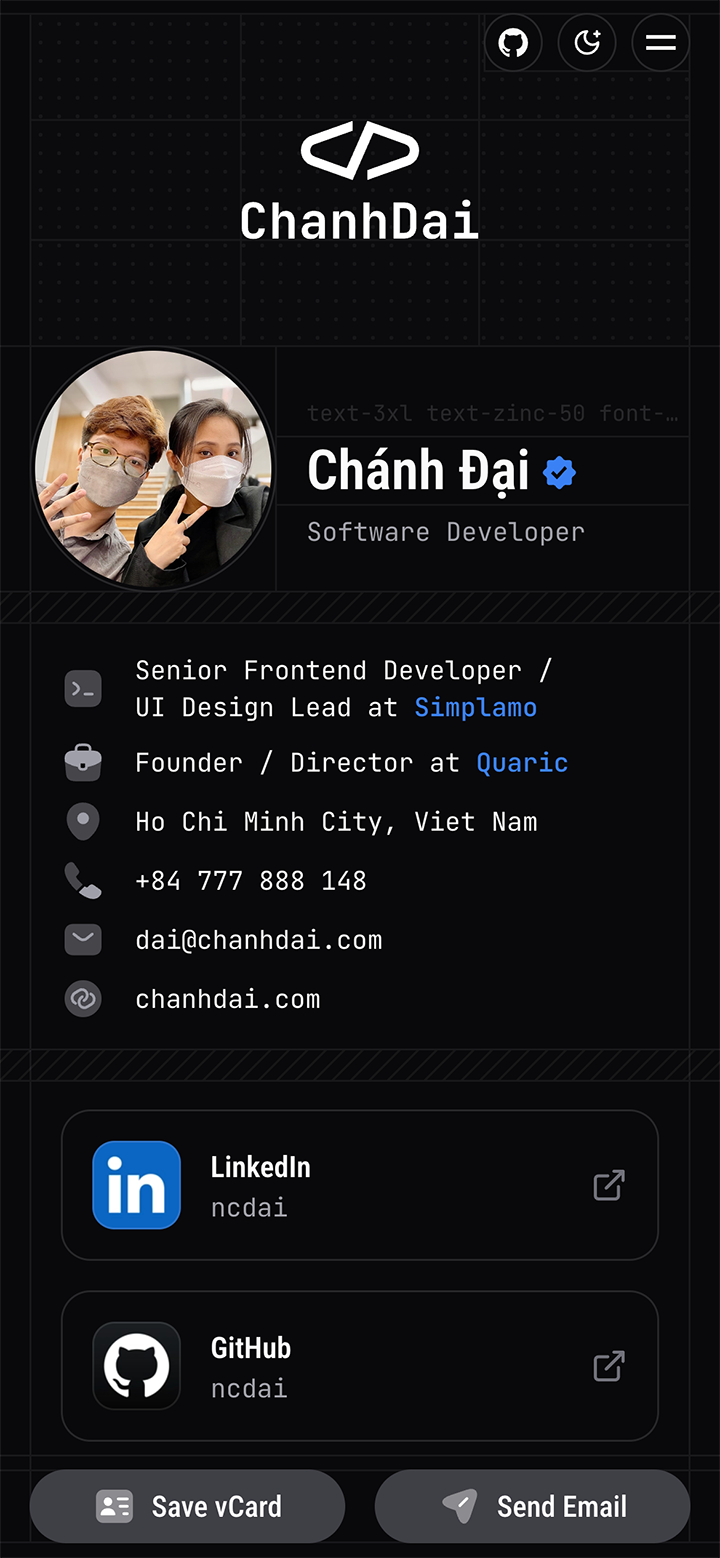 ChanhDai
text-3xl text-zinc-50 font-…
Chánh Đại
Software Developer
Senior Frontend Developer /
UI Design Lead at Simplamo
Founder / Director at Quaric
Ho Chi Minh City, Viet Nam
+84 777 888 148
dai@chanhdai.com
chanhdai.com
in
LinkedIn
ncdai
GitHub
ncdai
Save vCard
Send Email